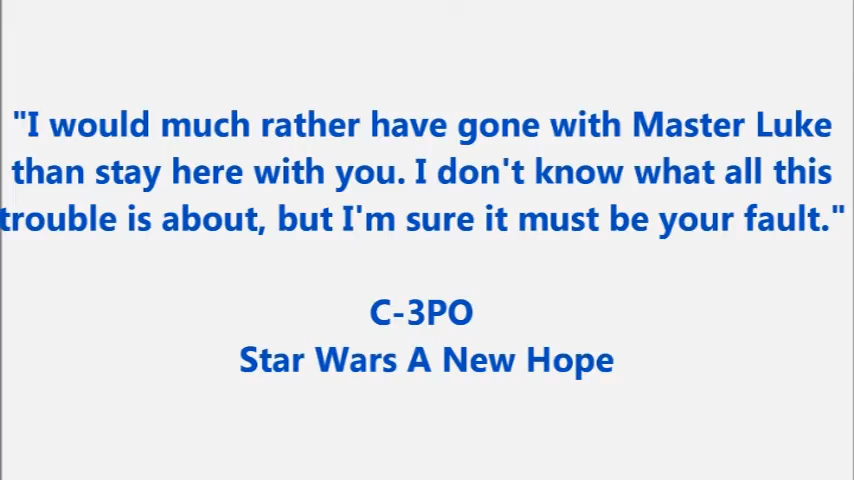 "I would much rather have gone with Master Luke
than stay here with you. I don't know what all this
trouble is about, but I'm sure it must be your fault."
C-3PO
Star Wars A New Hope